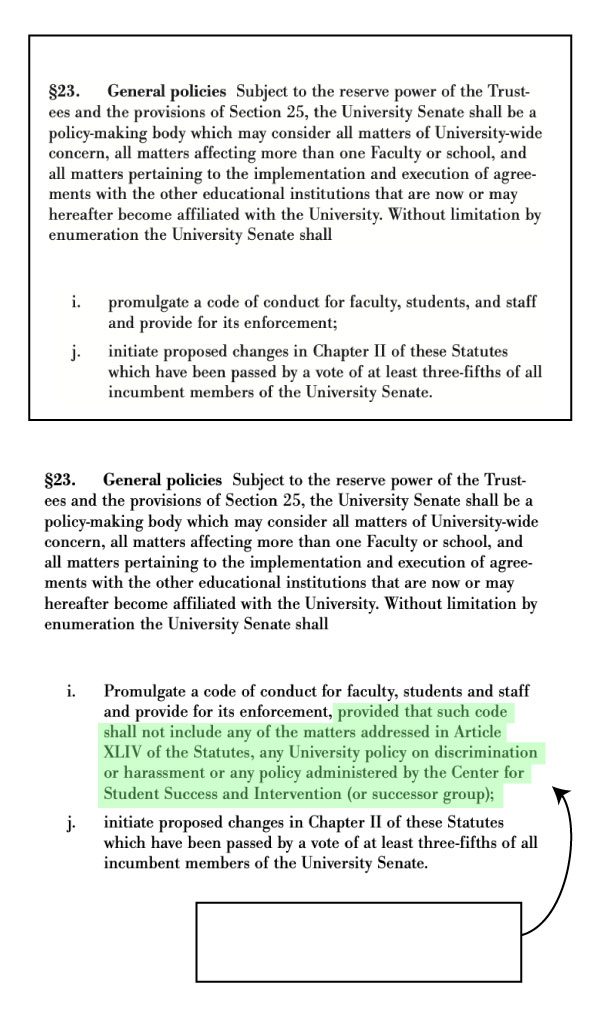 §23. General policies Subject to the reserve power of the Trust-
ees and the provisions of Section 25, the University Senate shall be a
policy-making body which may consider all matters of University-wide
concern, all matters affecting more than one Faculty or school, and
all matters pertaining to the implementation and execution of agree-
ments with the other educational institutions that are now or may
hereafter become affiliated with the University. Without limitation by
enumeration the University Senate shall
i. promulgate a code of conduct for faculty, students, and staff
and provide for its enforcement;
j. initiate proposed changes in Chapter II of these Statutes
which have been passed by a vote of at least three-fifths of all
incumbent members of the University Senate.
§23. General policies Subject to the reserve power of the Trust-
ees and the provisions of Section 25, the University Senate shall be a
policy-making body which may consider all matters of University-wide
concern, all matters affecting more than one Faculty or school, and
all matters pertaining to the implementation and execution of agree-
ments with the other educational institutions that are now or may
hereafter become affiliated with the University. Without limitation by
enumeration the University Senate shall
i. Promulgate a code of conduct for faculty, students and staff
and provide for its enforcement, provided that such code
shall not include any of the matters addressed in Article
XLIV of the Statutes, any University policy on discrimination
or harassment or any policy administered by the Center for
Student Success and Intervention (or successor group);
j. initiate proposed changes in Chapter II of these Statutes
which have been passed by a vote of at least three-fifths of all
incumbent members of the University Senate.